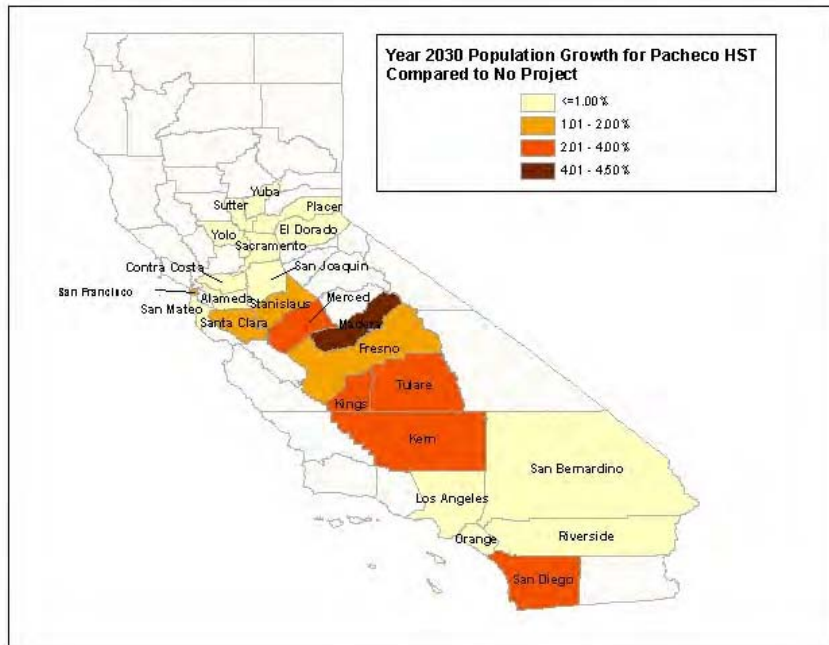 Year 2030 Population Growth for Pacheco HST
Compared to No Project
<=1.00%
1.01 - 2.00%
2.01 - 4.00%
4.01 - 4.50%
Yuba
Sutter
Placer
Yolo
El Dorado
Sacramento
Contra Costa
San Joaquin
San Francisco
Alameda
Stanislaus
Merced
San Mateo
Santa Clara
Madera
Fresno
Tulare
Kings
Kern
San Bernardino
Los Angeles
Orange
Riverside
San Diego